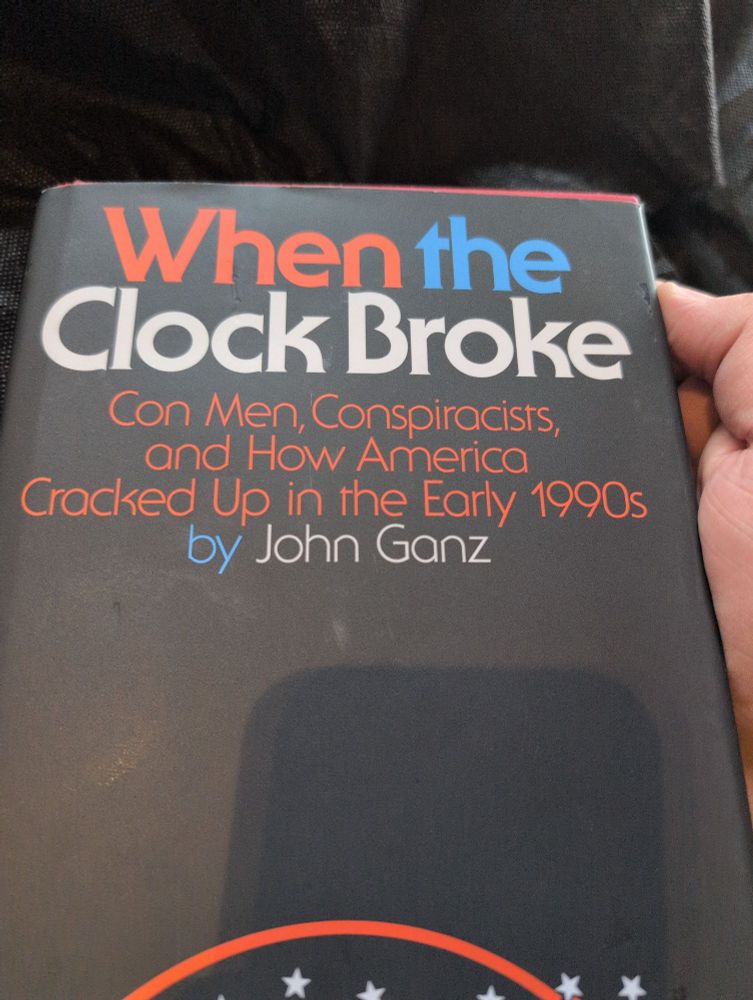 When the
Clock Broke
Con Men, Conspiracists,
and How America
Cracked Up in the Early 1990s
by John Ganz